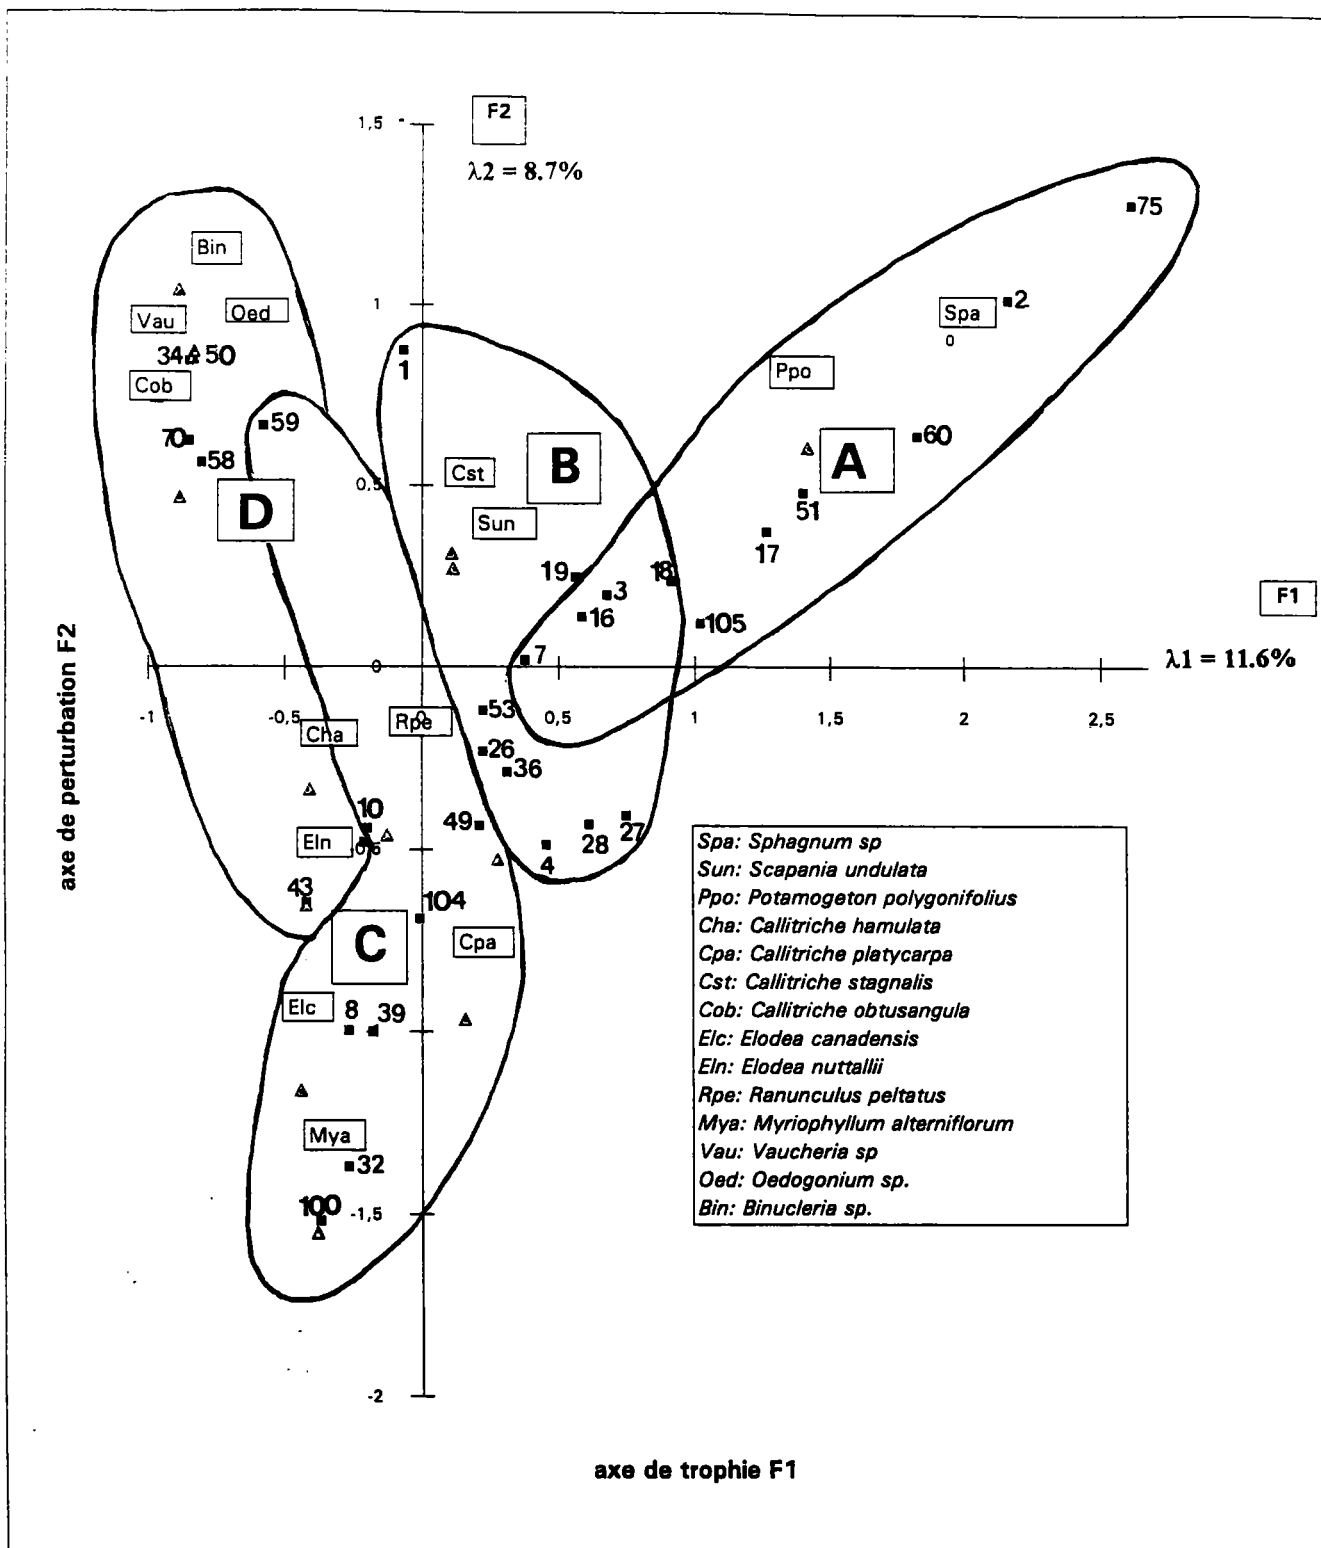 F2
1,5
λ2 = 8.7%
75
Bin
1
2
Oed
Spa
Vau
34 50
1
Ppo
Cob
59
60
70
58
B
A
Cst
0,5
51
D
Sun
17
19
18
3
F1
16
105
7
0
λ1 = 11.6%
-1
-0,5
0
0,5
1
1,5
2
2,5
53
Rpe
Cha
26
36
10
49
27
28
Eln
-0,5
4
43
104
C
Cpa
Elc
8
39
Mya
32
100
-1,5
-2
axe de perturbation F2
axe de trophie F1
Spa: Sphagnum sp
Sun: Scapania undulata
Ppo: Potamogeton polygonifolius
Cha: Callitriche hamulata
Cpa: Callitriche platycarpa
Cst: Callitriche stagnalis
Cob: Callitriche obtusangula
Elc: Elodea canadensis
Eln: Elodea nuttallii
Rpe: Ranunculus peltatus
Mya: Myriophyllum alterniflorum
Vau: Vaucheria sp
Oed: Oedogonium sp.
Bin: Binucleria sp.